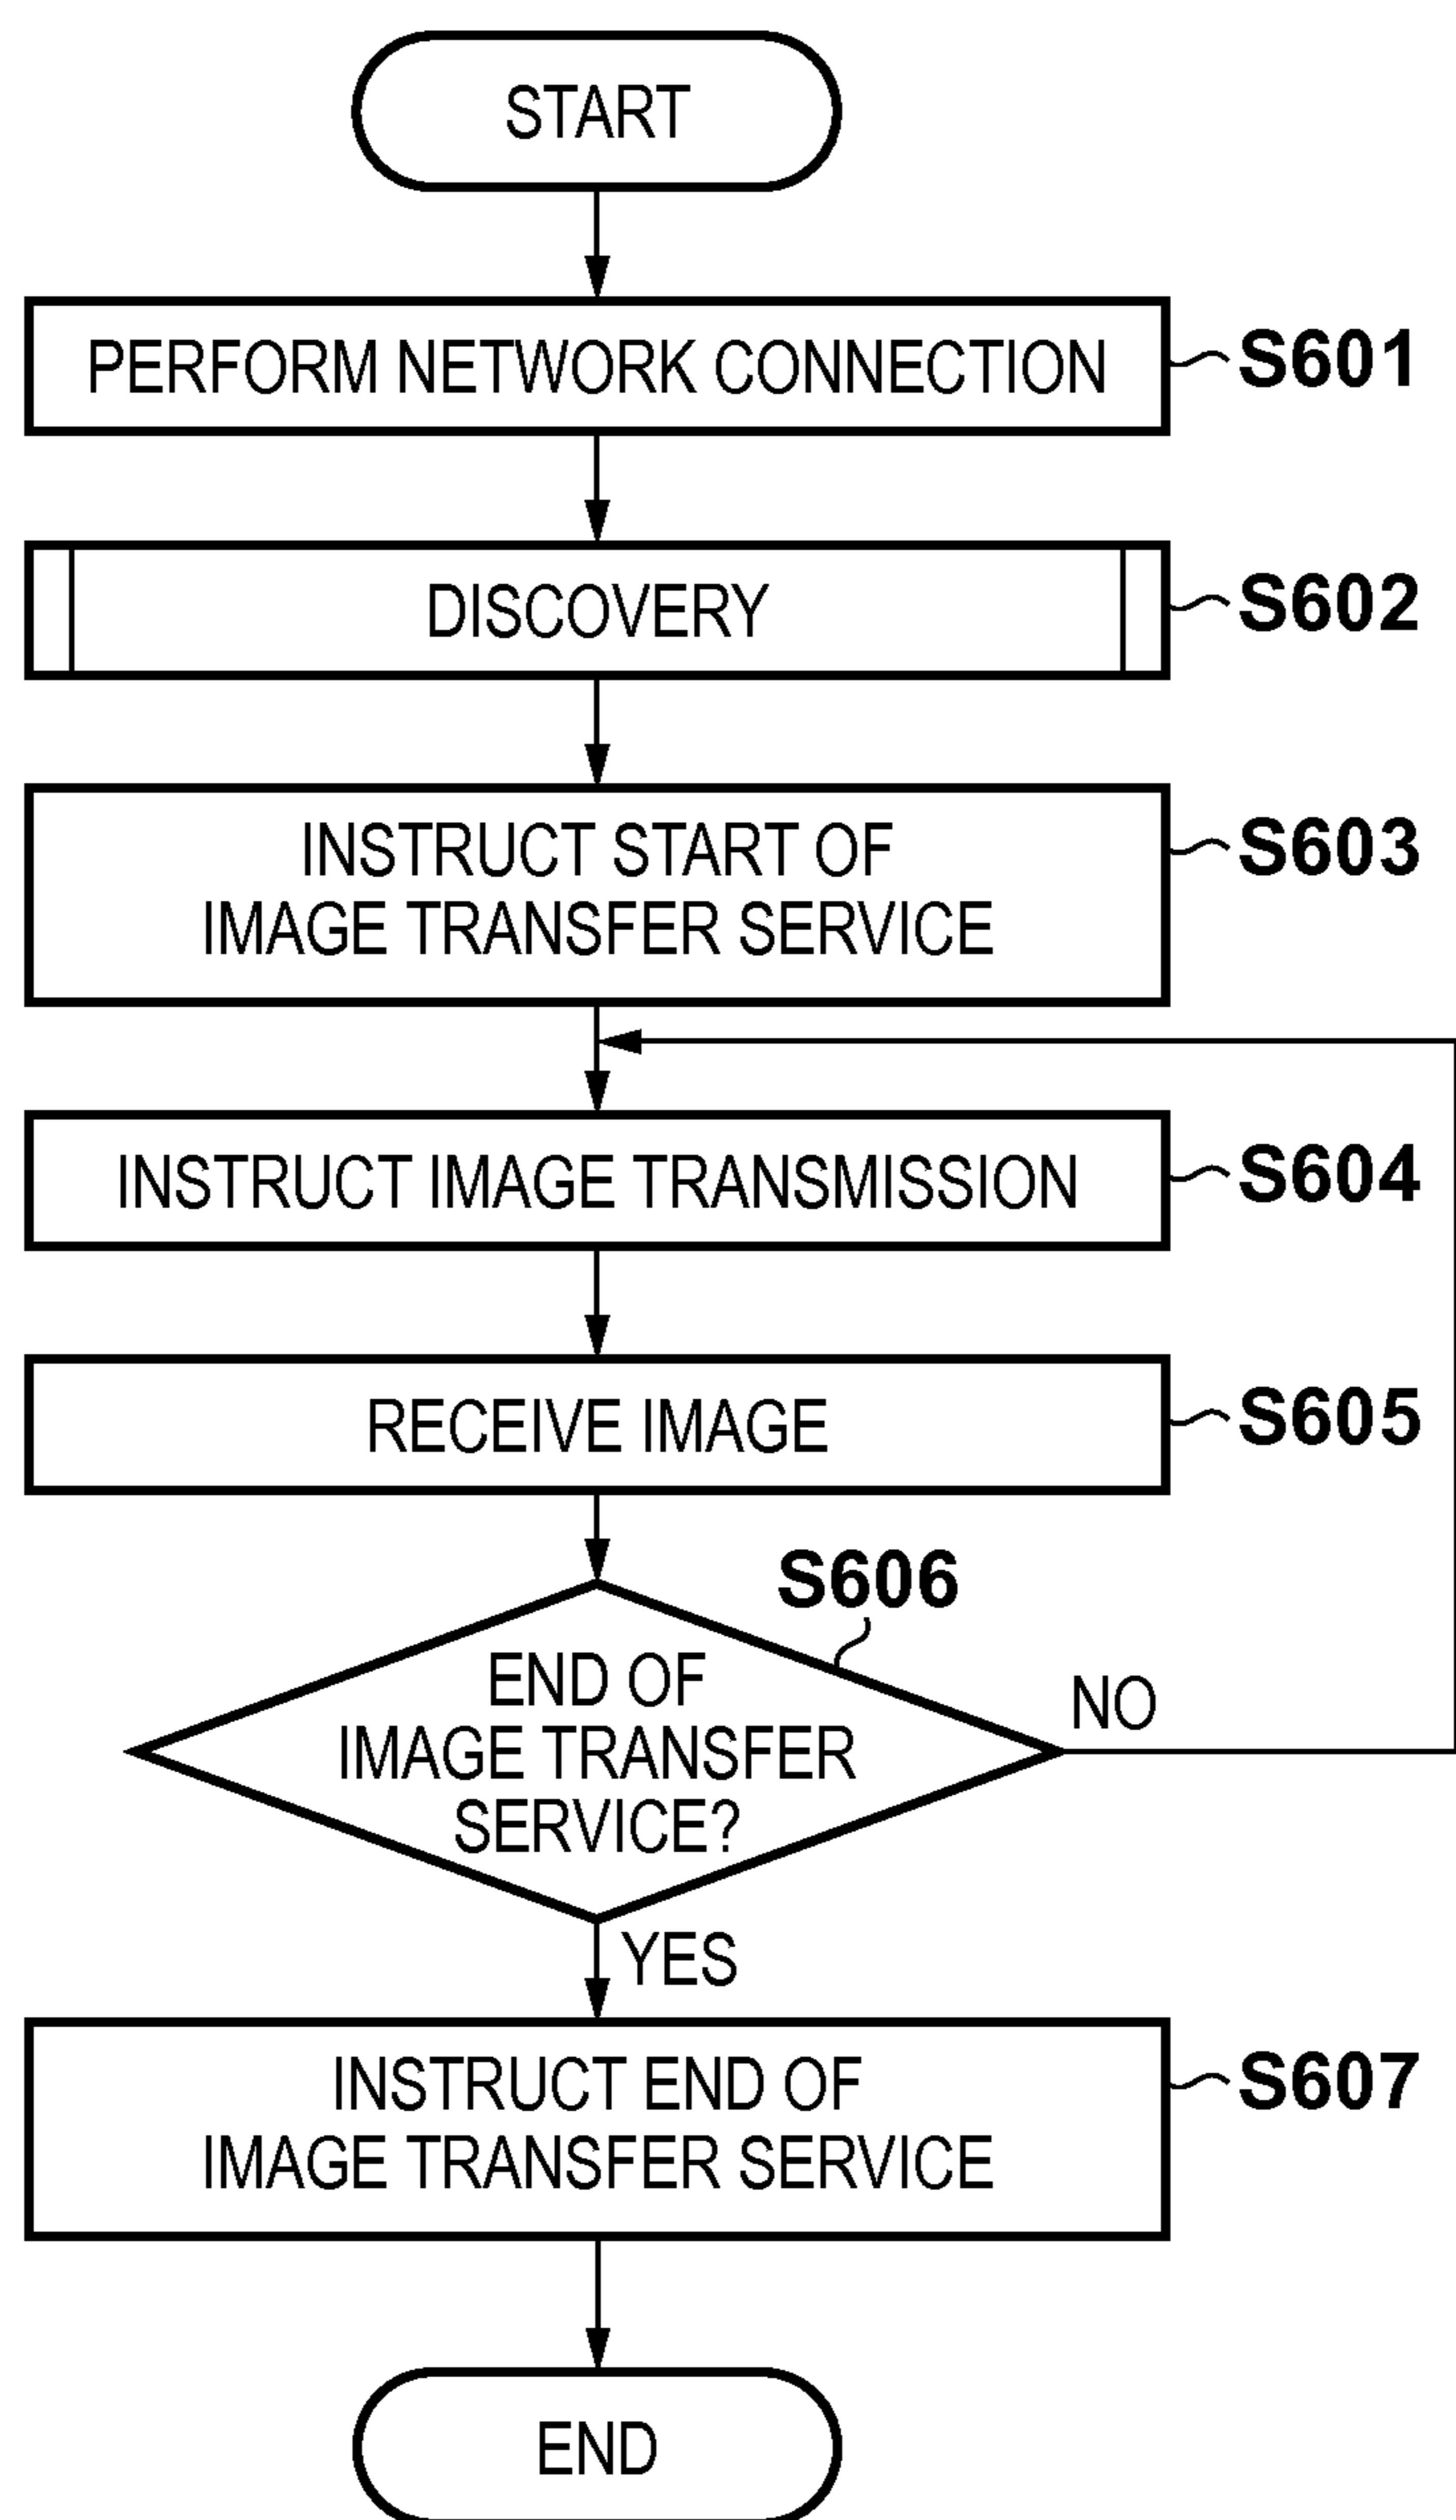 START
PERFORM NETWORK CONNECTION
S601
DISCOVERY
S602
INSTRUCT START OF
IMAGE TRANSFER SERVICE
S603
INSTRUCT IMAGE TRANSMISSION
S604
RECEIVE IMAGE
S605
S606
END OF
IMAGE TRANSFER
SERVICE?
NO
YES
INSTRUCT END OF
IMAGE TRANSFER SERVICE
S607
END